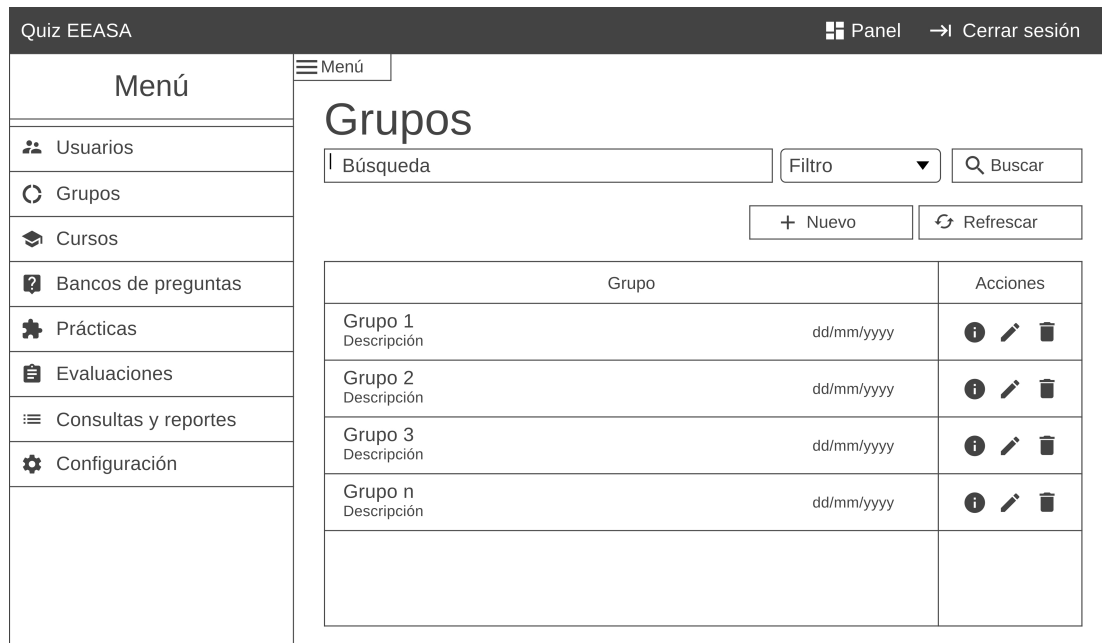 Quiz EEASA
Panel
Cerrar sesión
Menú
Usuarios
Grupos
Cursos
Bancos de preguntas
Prácticas
Evaluaciones
Consultas y reportes
Configuración
Menú
Grupos
Búsqueda
Filtro
Buscar
Nuevo
Refrescar
Grupo
Acciones
Grupo 1
Descripción
dd/mm/yyyy
Grupo 2
Descripción
dd/mm/yyyy
Grupo 3
Descripción
dd/mm/yyyy
Grupo n
Descripción
dd/mm/yyyy